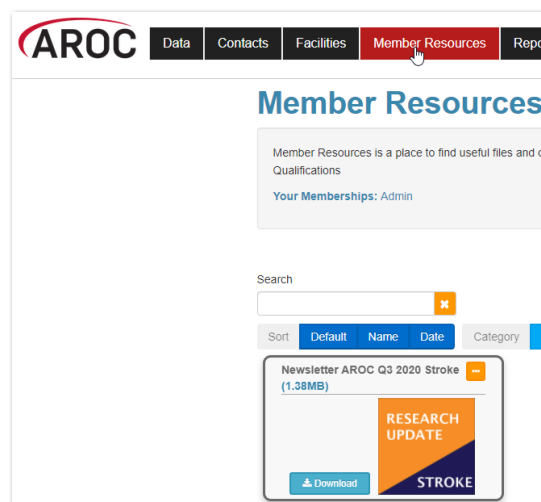 AROC
Data Contacts Facilities Member Resources
Member Resources
Member Resources is a place to find useful files and
Qualifications
Your Memberships: Admin
Search
Sort Default Name Date Category
Newsletter AROC Q3 2020 Stroke
(1.38MB)
RESEARCH
UPDATE
STROKE
Download